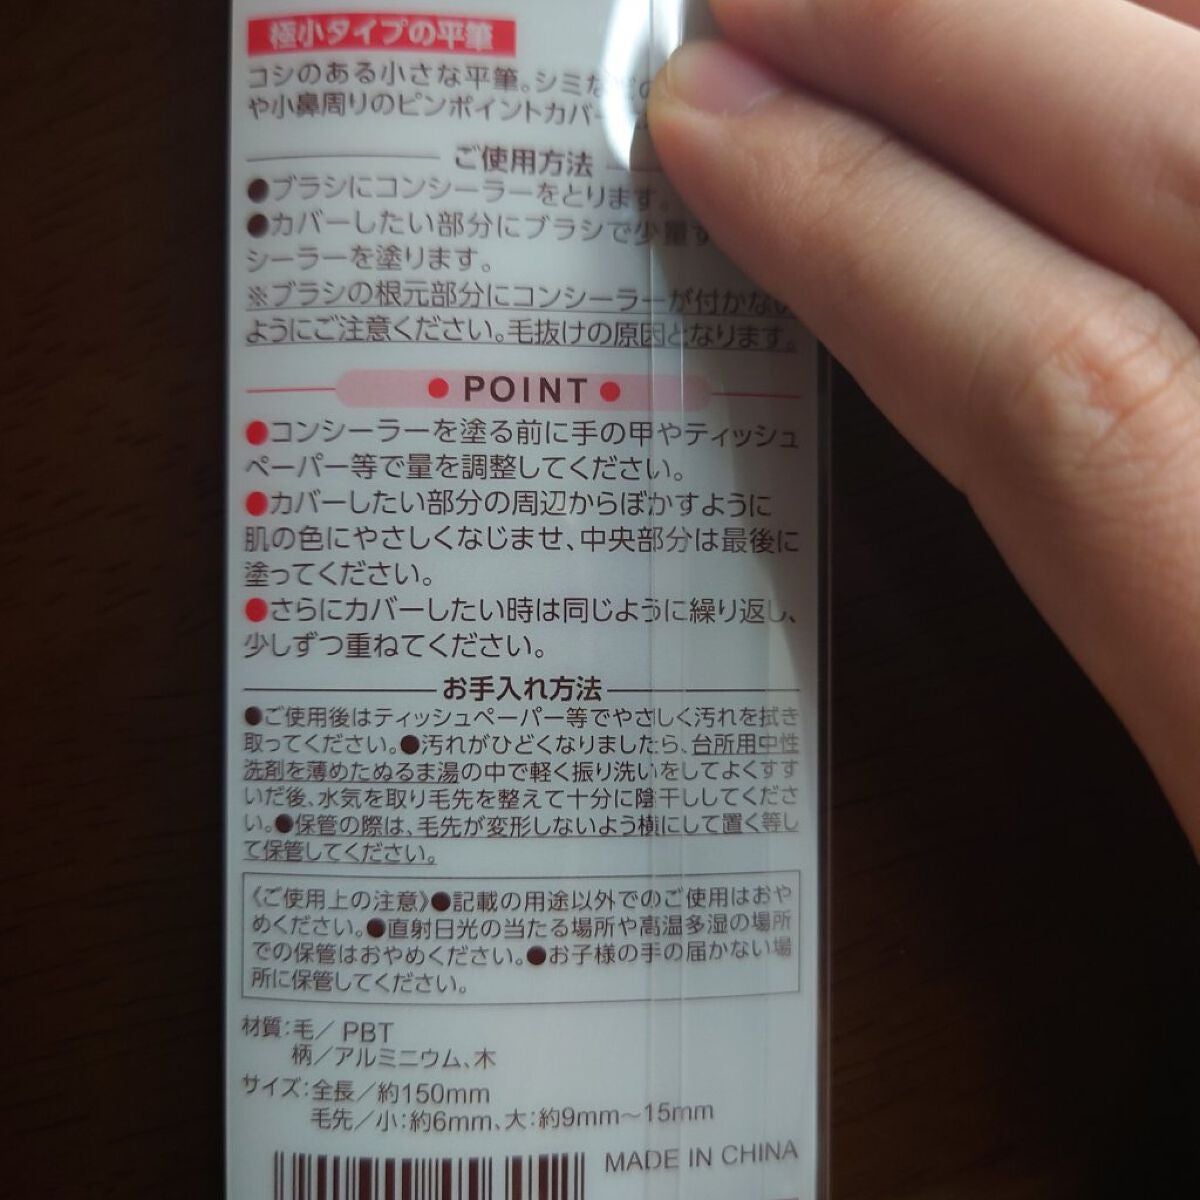 極小タイプの平筆
コシのある小さな平筆。シミな
や小鼻周りのピンポイントカバー
ご使用方法
●ブラシにコンシーラーをとります。
●カバーしたい部分にブラシで少量ず
シーラーを塗ります。
※ブラシの根元部分にコンシーラーが付かない
ようにご注意ください。毛抜けの原因となります。
● POINT ●
●コンシーラーを塗る前に手の甲やティッシュ
ペーパー等で量を調整してください。
●カバーしたい部分の周辺からぼかすように
肌の色にやさしくなじませ、中央部分は最後に
塗ってください。
●さらにカバーしたい時は同じように繰り返し、
少しずつ重ねてください。
お手入れ方法
●ご使用後はティッシュペーパー等でやさしく汚れを拭き
取ってください。●汚れがひどくなりましたら、台所用中性
洗剤を薄めたぬるま湯の中で軽く振り洗いをしてよくすす
いだ後、水気を取り毛先を整えて十分に陰干ししてくださ
い。●保管の際は、毛先が変形しないよう横にして置く等し
て保管してください。
《ご使用上の注意》●記載の用途以外でのご使用はおや
めください。●直射日光の当たる場所や高温多湿の場所
での保管はおやめください。●お子様の手の届かない場
所に保管してください。
材質:毛／PBT
柄／アルミニウム、木
サイズ:全長／約150mm
毛先／小:約6mm、大:約9mm～15mm
MADE IN CHINA